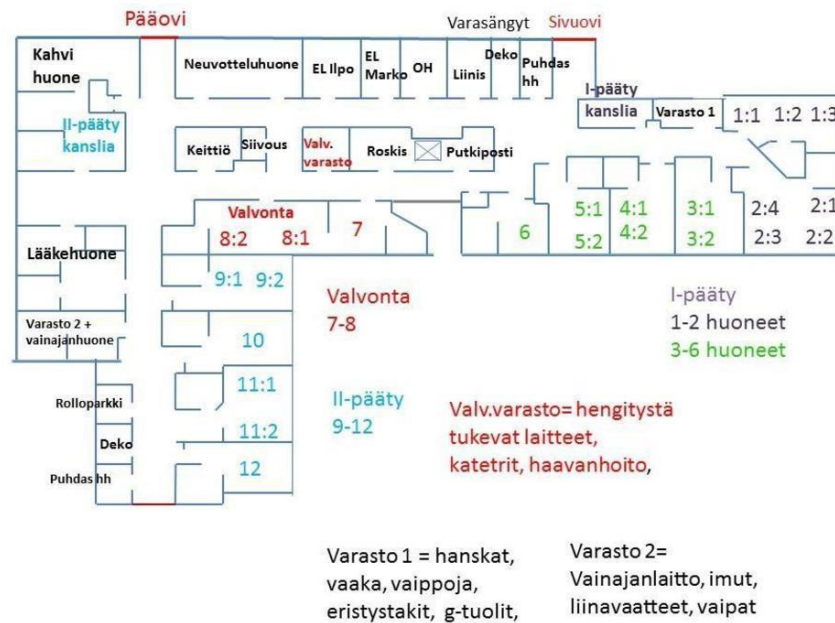 Pääovi
Varasängyt
Sivuovi
Kahvi
huone
Neuvotteluhuone
EL Ilpo
EL
Marko
OH
Liinis
Deko
Puhdas
hh
I-pääty
kanslia
Varasto 1
1:1 1:2 1:3
II-pääty
kanslia
Keittiö
Siivous
Valv.
varasto
Roskis
Putkiposti
Valvonta
8:2 8:1
7
6
5:1
5:2
4:1
4:2
3:1
3:2
2:4 2:1
2:3 2:2
Lääkehuone
9:1 9:2
Varasto 2 +
vainajanhuone
10
11:1
11:2
12
Rolloparkki
Deko
Puhdas hh
Valvonta
7-8
I-pääty
1-2 huoneet
3-6 huoneet
II-pääty
9-12
Valv.varasto= hengitystä
tukevat laitteet,
katetrit, haavanhoito,
Varasto 1 = hanskat,
vaaka, vaippoja,
eristystakit, g-tuolit,
Varasto 2=
Vainajanlaitto, imut,
liinavaatteet, vaipat